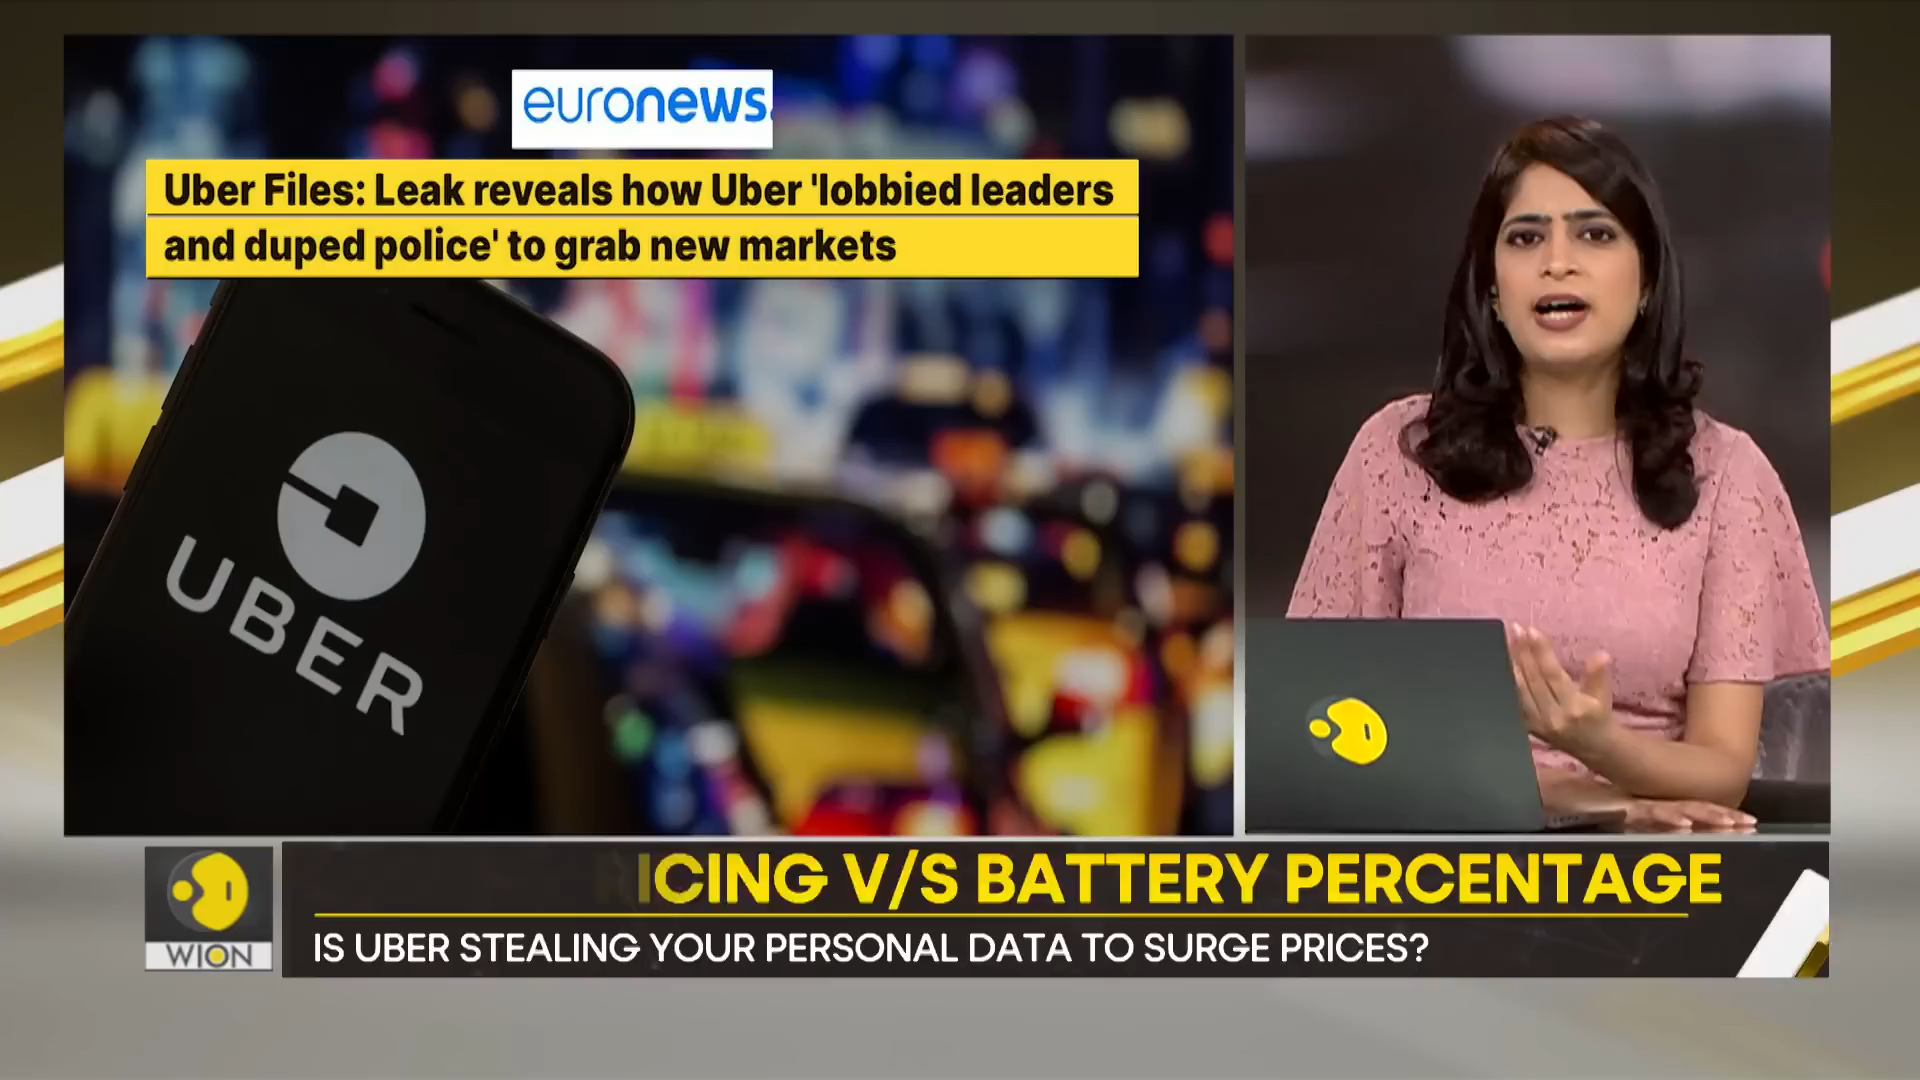 euronews.
Uber Files: Leak reveals how Uber 'lobbied leaders
and duped police' to grab new markets
UBER
ICING V/S BATTERY PERCENTAGE
WION
IS UBER STEALING YOUR PERSONAL DATA TO SURGE PRICES?